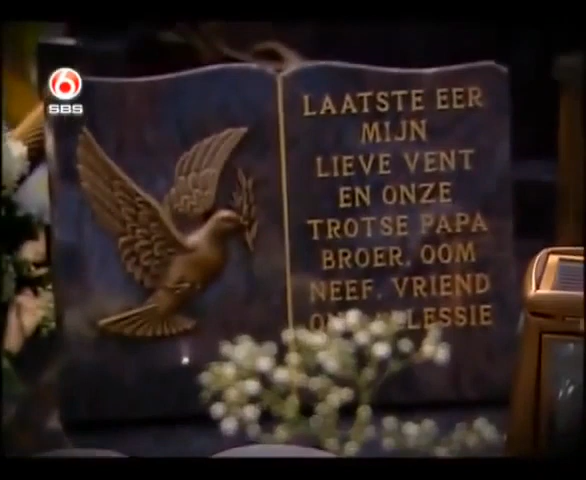 6
SBS
LAATSTE EER
MIJN
LIEVE VENT
EN ONZE
TROTSE PAPA
BROER. OOM
NEEF. VRIEND